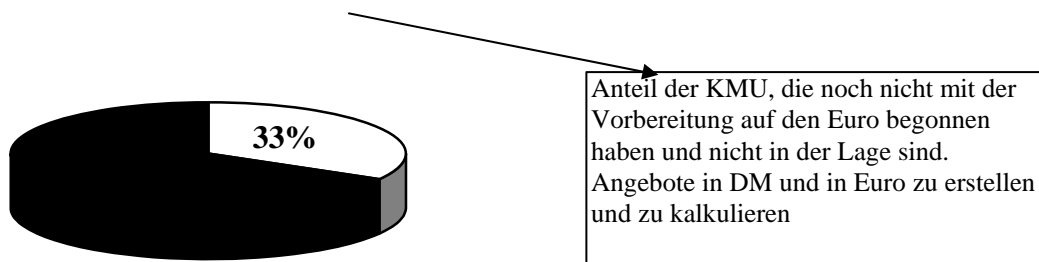 33%
Anteil der KMU, die noch nicht mit der
Vorbereitung auf den Euro begonnen
haben und nicht in der Lage sind.
Angebote in DM und in Euro zu erstellen
und zu kalkulieren